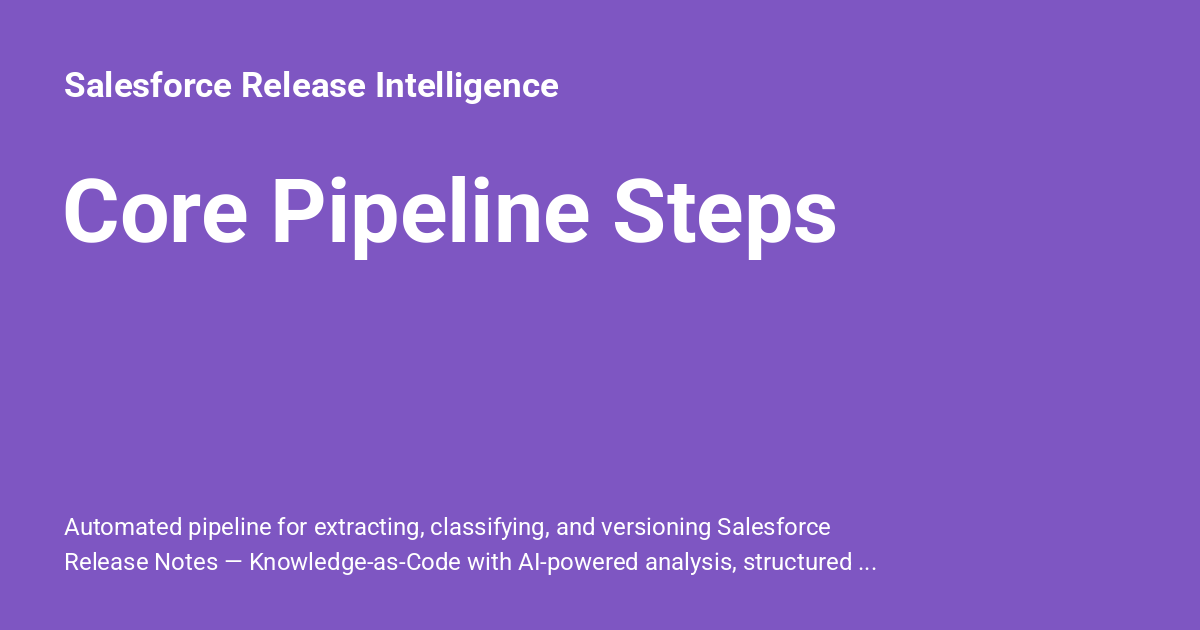 Salesforce Release Intelligence
Core Pipeline Steps
Automated pipeline for extracting, classifying, and versioning Salesforce
Release Notes — Knowledge-as-Code with AI-powered analysis, structured ...